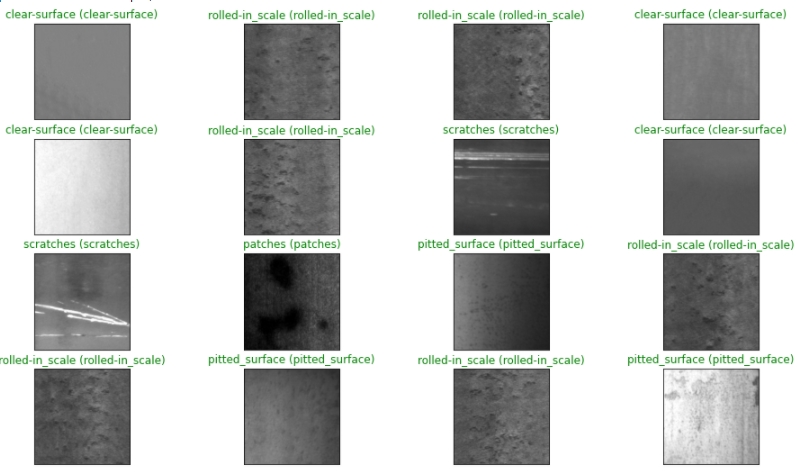 clear-surface (clear-surface) rolled-in_scale (rolled-in_scale) rolled-in_scale (rolled-in_scale) clear-surface (clear-surface)
clear-surface (clear-surface) rolled-in_scale (rolled-in_scale) scratches (scratches) clear-surface (clear-surface)
scratches (scratches) patches (patches) pitted_surface (pitted_surface) rolled-in_scale (rolled-in_scale)
rolled-in_scale (rolled-in_scale) pitted_surface (pitted_surface) rolled-in_scale (rolled-in_scale) pitted_surface (pitted_surface)